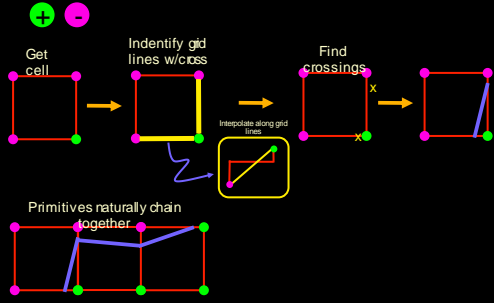 + -
Get
cell
Indentify grid
lines w/cross
Find
crossings
x
x
Interpolate along grid
lines
Primitives naturally chain
together